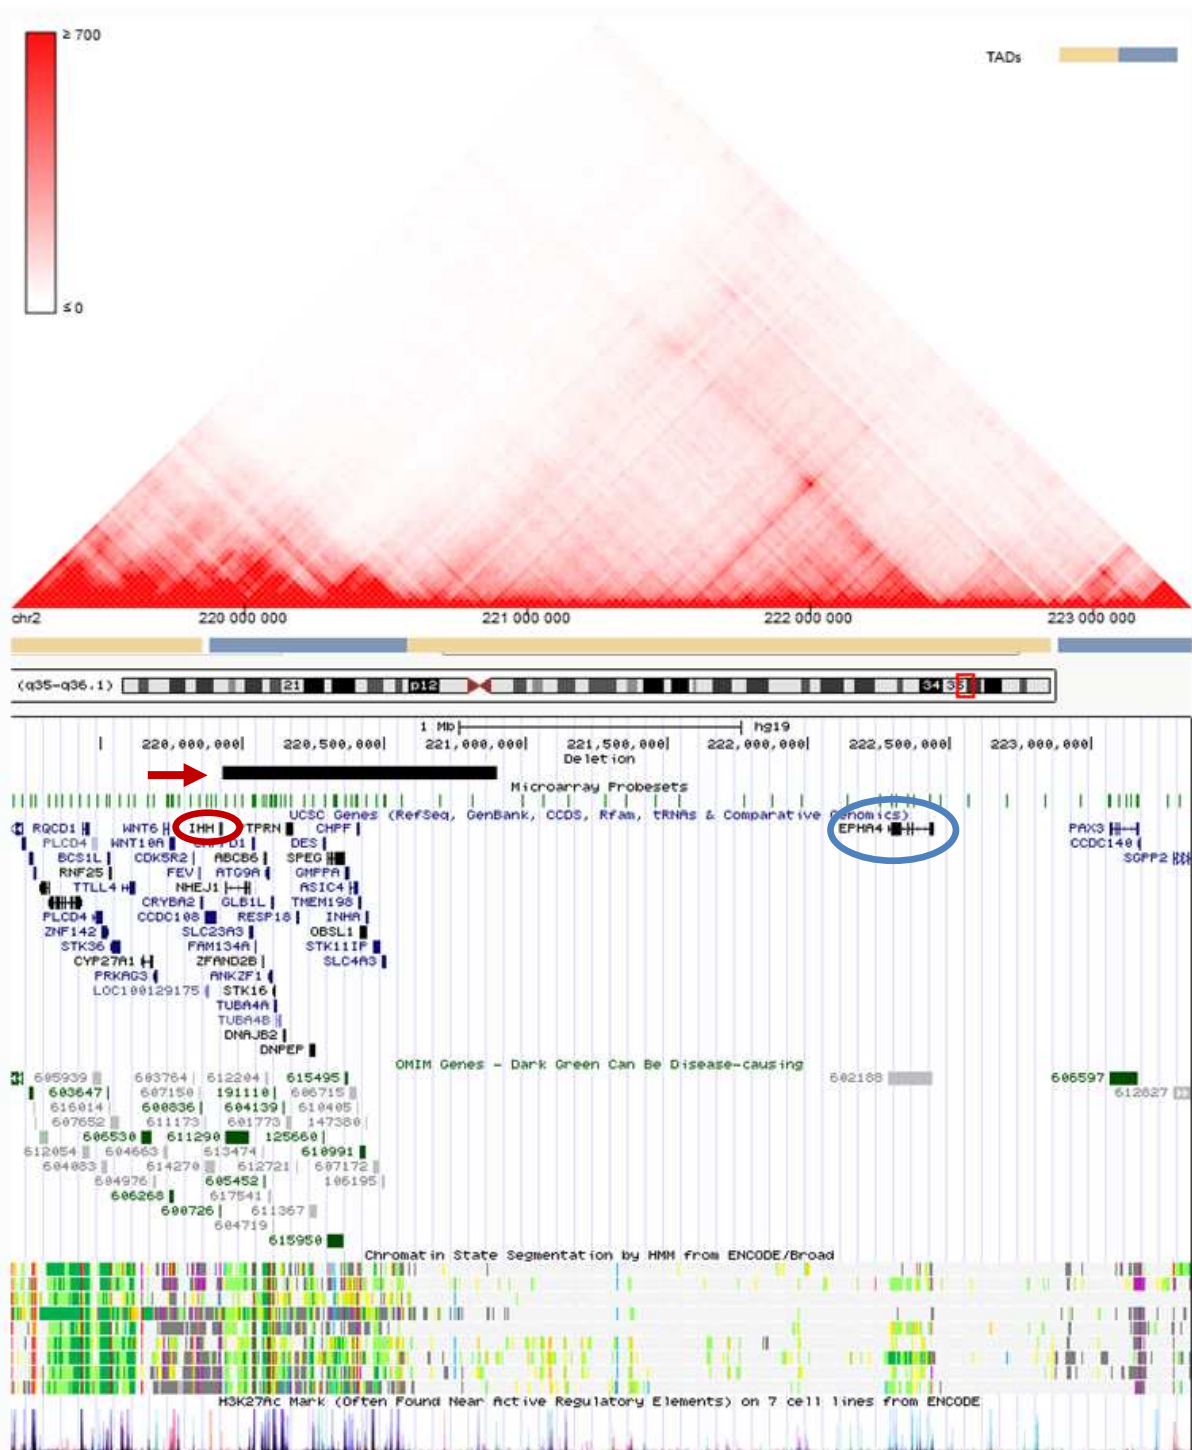 ≥ 700
TADs
≤ 0
chr2 220 000 000 221 000 000 222 000 000 223 000 000
(q35-q36.1) 21 p12 34 35
1 Mb hg19
220,000,000| 220,500,000| 221,000,000| 221,500,000| 222,000,000| 222,500,000| 223,000,000|
Deletion
Microarray Probesets
UCSC Genes (RefSeq, GenBank, CCDS, Rfam, tRNAs & Comparative Genomics)
RQCD1 WNT6 IHH TPRN CHPF EPHA4 PAX3
PLCD4 WNT10A DES CCDC140
BCS1L CDK5R2 ABCB6 SPEG SGPP2
RNF25 FEV ATG9A GMPPA
TTLL4 NHEJ1 ASIC4
CRYBA2 GLB1L TMEM198
PLCD4 CCDC108 RESP18 INHA
ZNF142 SLC23A3 OBSL1
STK36 FAM134A STK11IP
CYP27A1 ZFAND2B SLC4A3
PRKAG3 ANKZF1
LOC100129175 STK16
TUBA4A
TUBA4B
DNAJB2
DNPEP
OMIM Genes - Dark Green Can Be Disease-causing
605939 603764 612204 615495 602188 606597
603647 607150 191110 606715 612827
616014 600836 604139 610405
607652 611173 601773 147380
606530 611290 125660
612054 604663 613474 610991
604083 614270 612721 607172
604976 605452 106195
606268 617541
600726 611367
604719
615950
Chromatin State Segmentation by HMM from ENCODE/Broad
H3K27Ac Mark (Often Found Near Active Regulatory Elements) on 7 cell lines from ENCODE